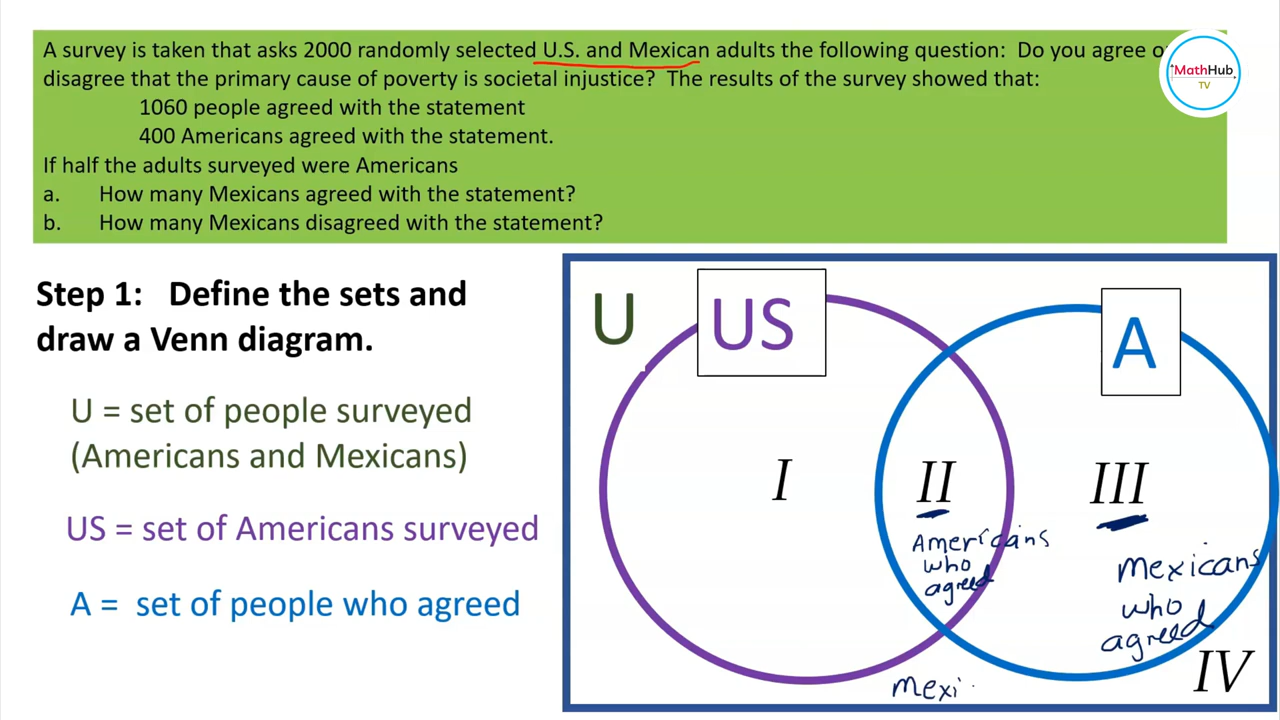 A survey is taken that asks 2000 randomly selected U.S. and Mexican adults the following question: Do you agree or
disagree that the primary cause of poverty is societal injustice? The results of the survey showed that:
1060 people agreed with the statement
400 Americans agreed with the statement.
If half the adults surveyed were Americans
a. How many Mexicans agreed with the statement?
b. How many Mexicans disagreed with the statement?
MathHub
TV
Step 1: Define the sets and
draw a Venn diagram.
U = set of people surveyed
(Americans and Mexicans)
US = set of Americans surveyed
A = set of people who agreed
U
US
A
I
II
III
Americans
who
agreed
Mexicans
who
agreed
IV
mexi